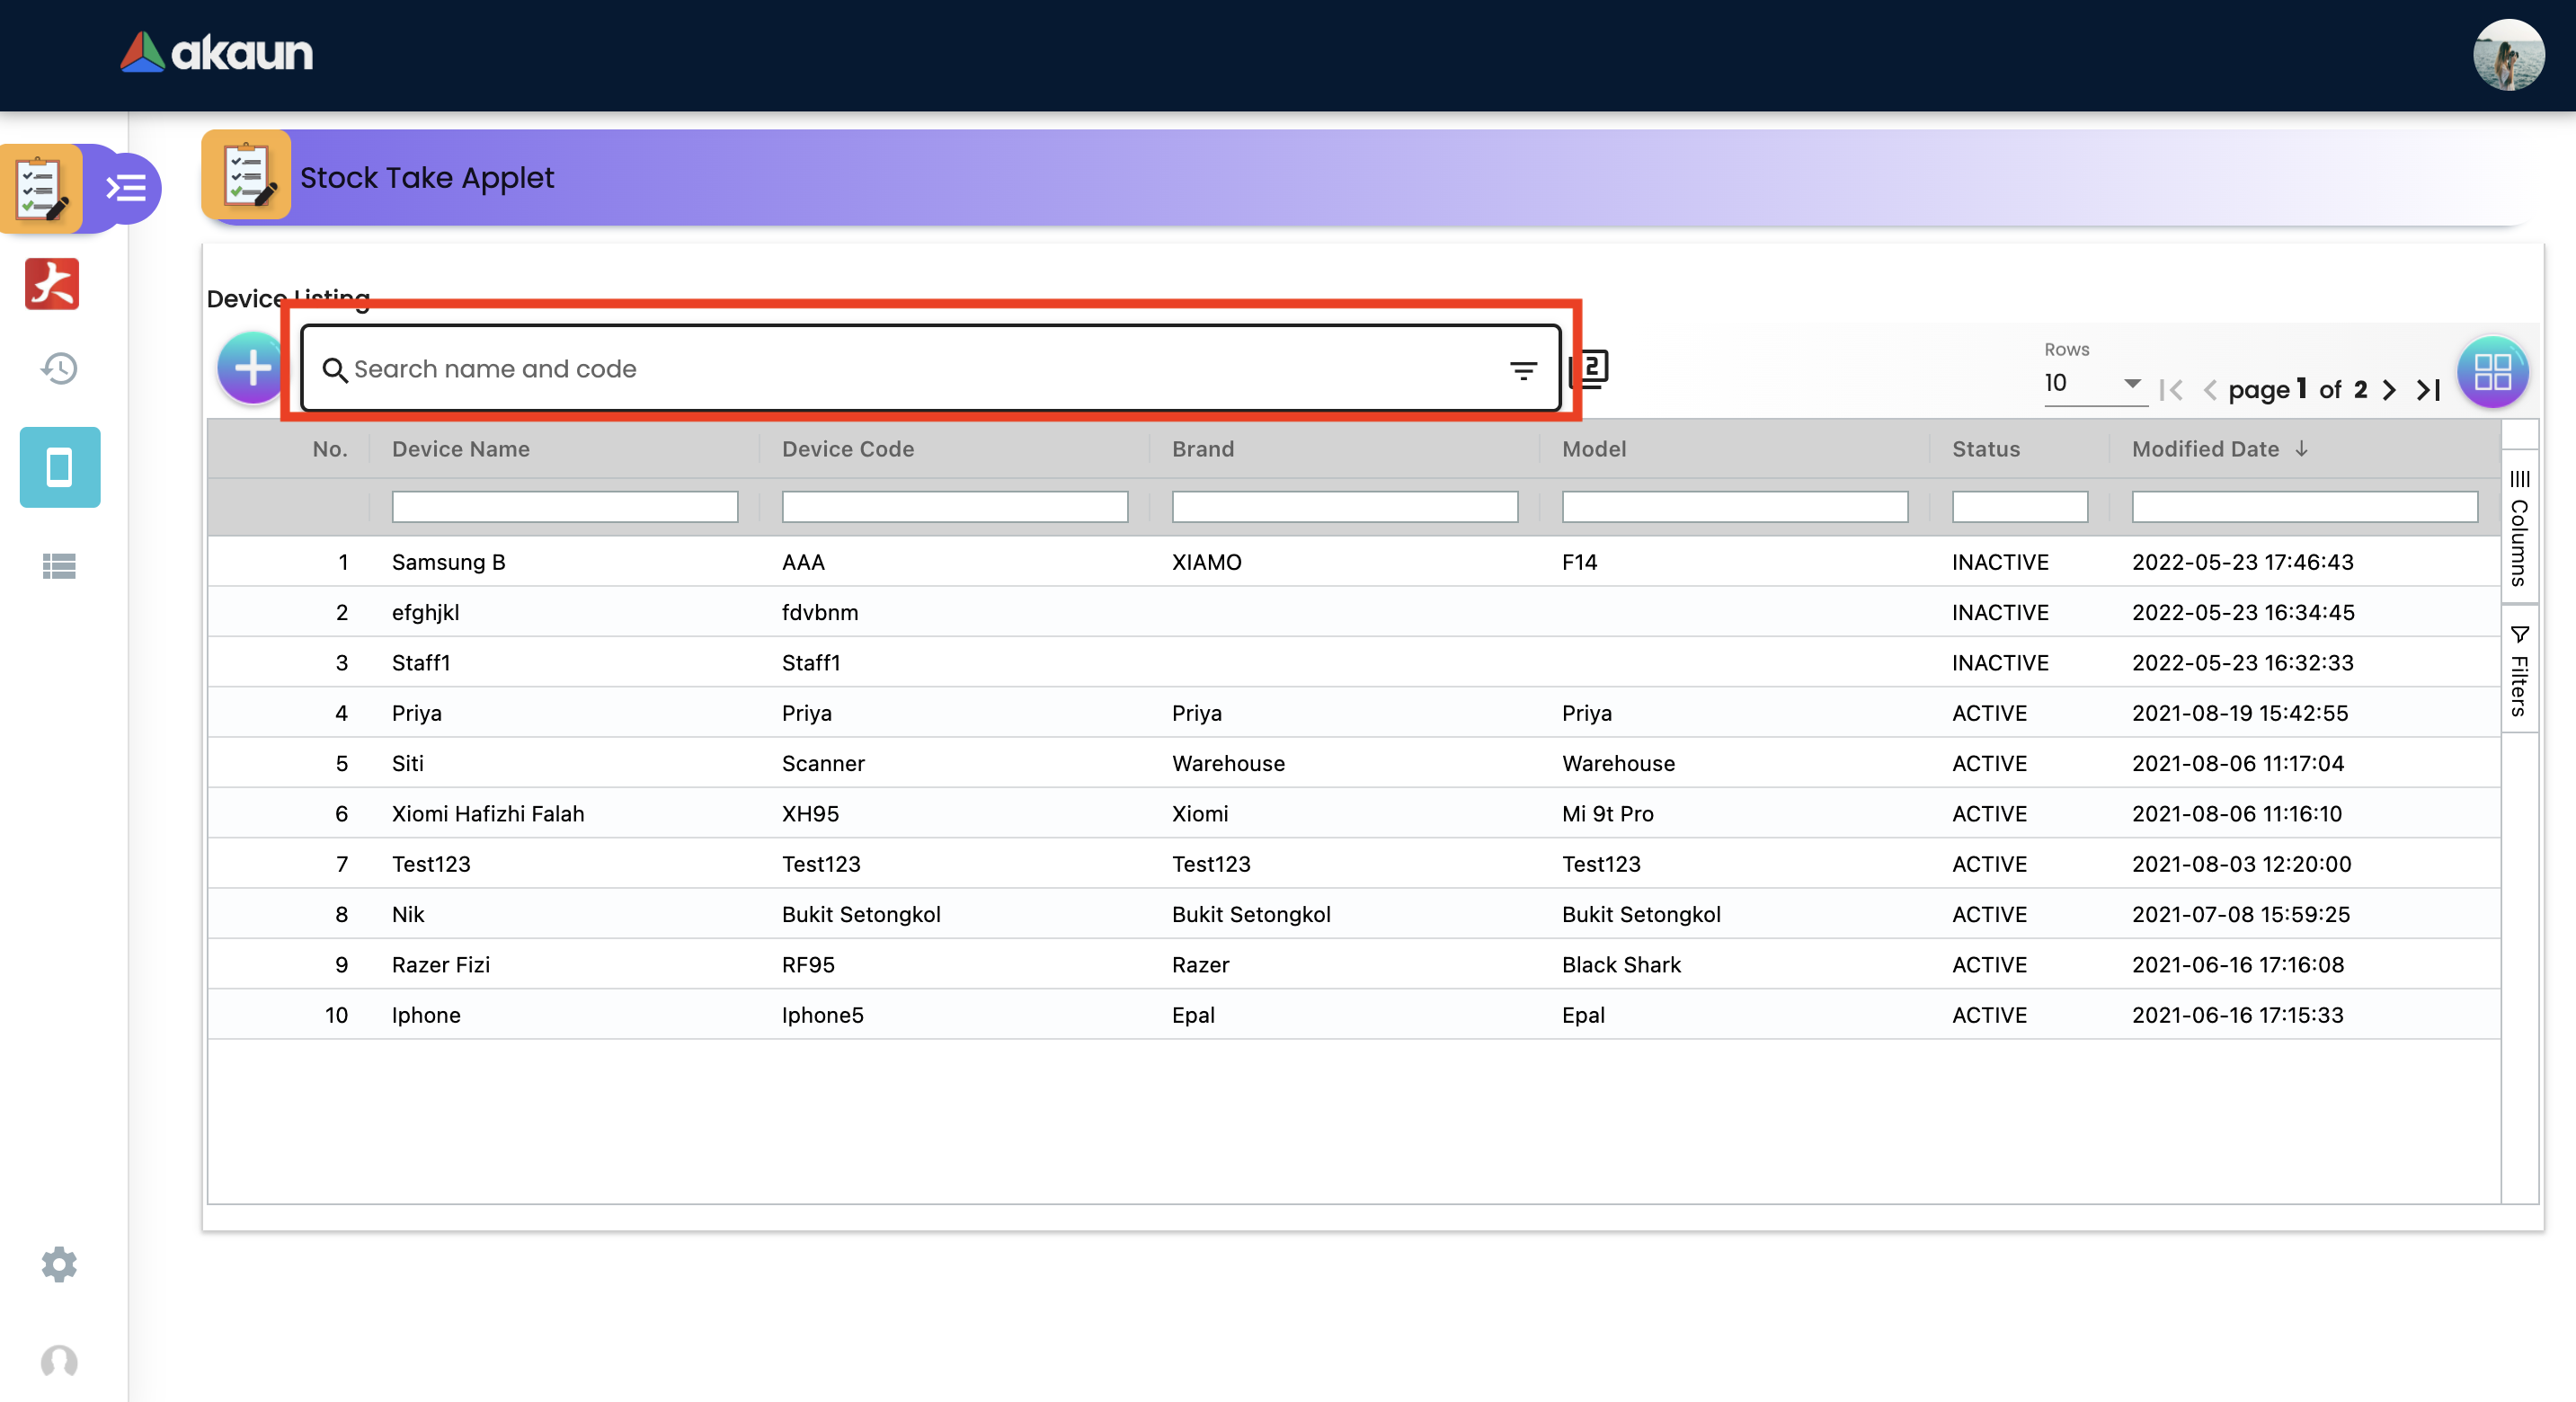 akaun
Stock Take Applet
Device Listing
Search name and code
2
Rows
10
page 1 of 2
No. Device Name Device Code Brand Model Status Modified Date
1 Samsung B AAA XIAMO F14 INACTIVE 2022-05-23 17:46:43
2 efghjkl fdvbnm INACTIVE 2022-05-23 16:34:45
3 Staff1 Staff1 INACTIVE 2022-05-23 16:32:33
4 Priya Priya Priya Priya ACTIVE 2021-08-19 15:42:55
5 Siti Scanner Warehouse Warehouse ACTIVE 2021-08-06 11:17:04
6 Xiomi Hafizhi Falah XH95 Xiomi Mi 9t Pro ACTIVE 2021-08-06 11:16:10
7 Test123 Test123 Test123 Test123 ACTIVE 2021-08-03 12:20:00
8 Nik Bukit Setongkol Bukit Setongkol Bukit Setongkol ACTIVE 2021-07-08 15:59:25
9 Razer Fizi RF95 Razer Black Shark ACTIVE 2021-06-16 17:16:08
10 Iphone Iphone5 Epal Epal ACTIVE 2021-06-16 17:15:33
Columns
Filters